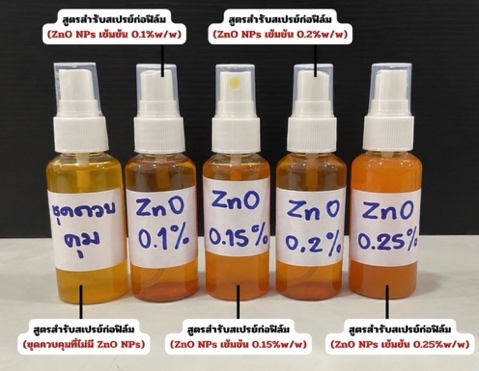 สูตรสำรับสเปรย์ก่อฟิล์ม
(ZnO NPs เข้มข้น 0.1%w/w)
สูตรสำรับสเปรย์ก่อฟิล์ม
(ZnO NPs เข้มข้น 0.2%w/w)
ชุดควบ
คุม
ZnO
0.1%
ZnO
0.15%
ZnO
0.2%
ZnO
0.25%
สูตรสำรับสเปรย์ก่อฟิล์ม
(ชุดควบคุมที่ไม่มี ZnO NPs)
สูตรสำรับสเปรย์ก่อฟิล์ม
(ZnO NPs เข้มข้น 0.15%w/w)
สูตรสำรับสเปรย์ก่อฟิล์ม
(ZnO NPs เข้มข้น 0.25%w/w)